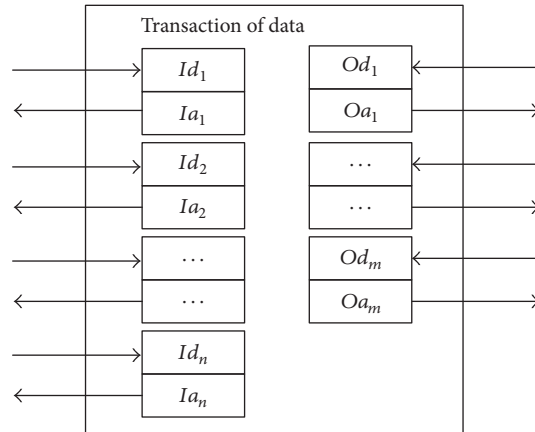 Transaction of data
Id₁
Ia₁
Id₂
Ia₂
...
...
Idₙ
Iaₙ
Od₁
Oa₁
...
...
Odₘ
Oaₘ